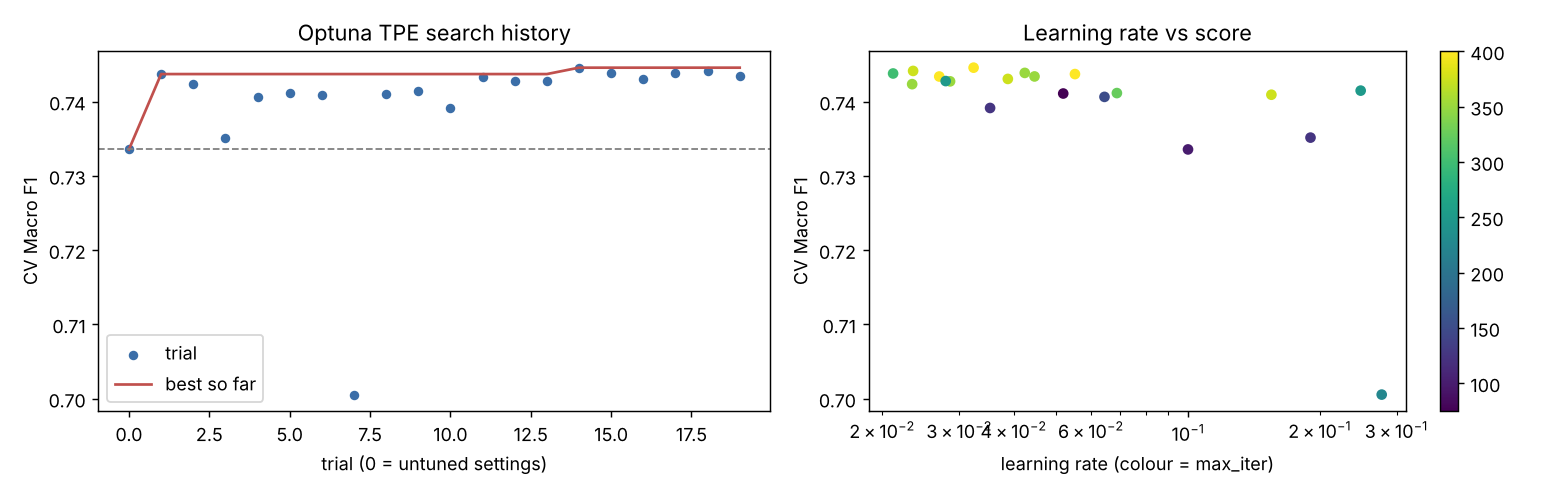 Optuna TPE search history
CV Macro F1
0.74
0.73
0.72
0.71
0.70
trial
best so far
0.0 2.5 5.0 7.5 10.0 12.5 15.0 17.5
trial (0 = untuned settings)
Learning rate vs score
CV Macro F1
0.74
0.73
0.72
0.71
0.70
2 × 10⁻² 3 × 10⁻² 4 × 10⁻² 6 × 10⁻² 10⁻¹ 2 × 10⁻¹ 3 × 10⁻¹
learning rate (colour = max_iter)
400
350
300
250
200
150
100